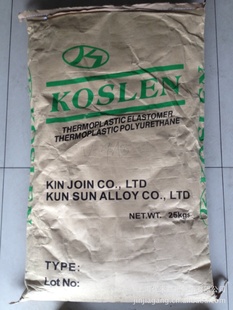 KOSLEN
THERMOPLASTIC ELASTOMER
THERMOPLASTIC POLYURETHANE
KIN JOIN CO., LTD
KUN SUN ALLOY CO., LTD
NET.WT. 25kgs
TYPE:
Lot No: